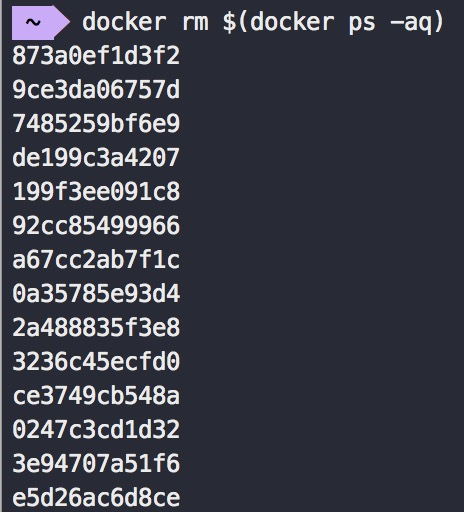 ~ docker rm $(docker ps -aq)
873a0ef1d3f2
9ce3da06757d
7485259bf6e9
de199c3a4207
199f3ee091c8
92cc85499966
a67cc2ab7f1c
0a35785e93d4
2a488835f3e8
3236c45ecfd0
ce3749cb548a
0247c3cd1d32
3e94707a51f6
e5d26ac6d8ce